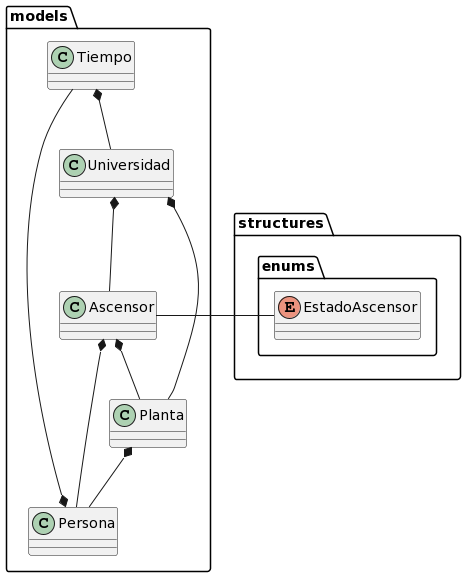 models
C Tiempo
C Universidad
structures
enums
C Ascensor
E EstadoAscensor
C Planta
C Persona